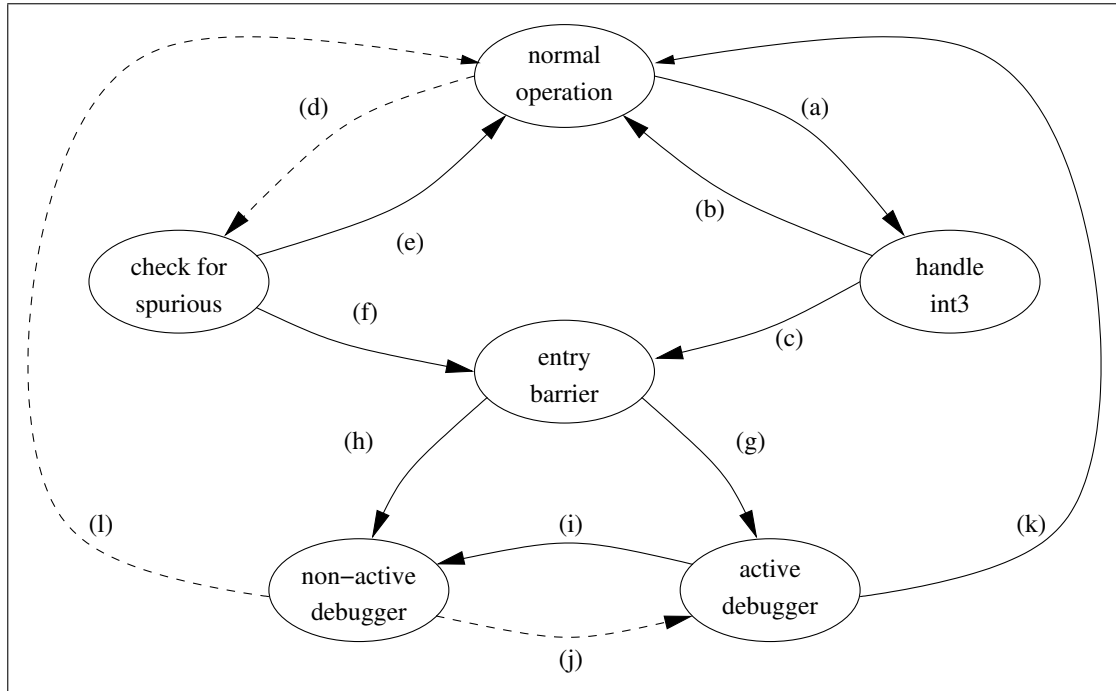 normal
operation
(d)
(a)
(b)
(e)
check for
spurious
handle
int3
(f)
(c)
entry
barrier
(h)
(g)
(l)
(i)
(k)
non−active
debugger
active
debugger
(j)